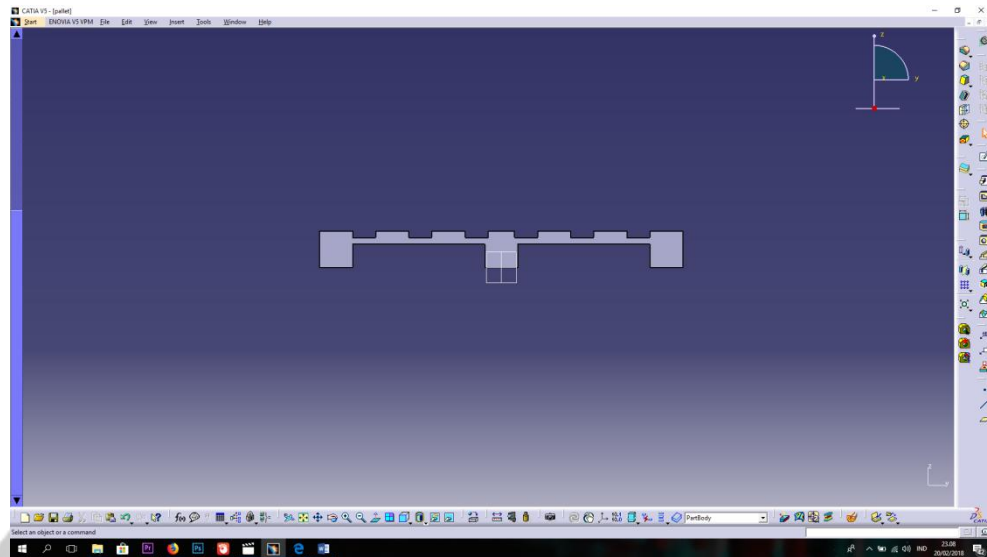 CATIA V5 - [pallet]
Start ENOVIA V5 VPM File Edit View Insert Tools Window Help
z
x y
z
y
PartBody
Select an object or a command
IND
23.08
20/02/2018